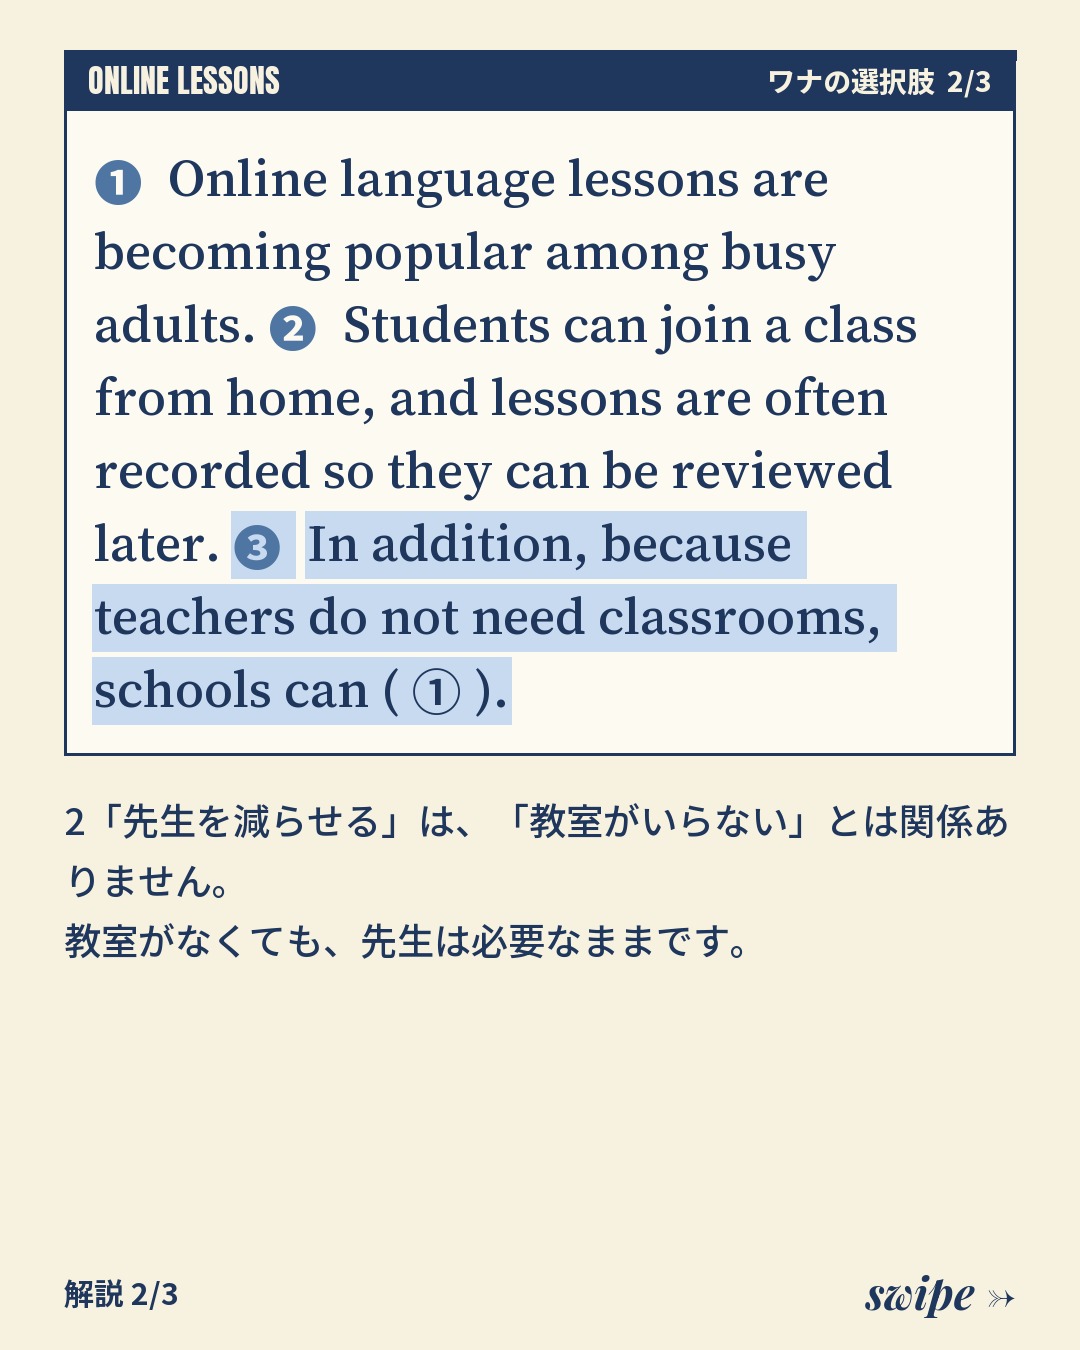 ONLINE LESSONS
ワナの選択肢 2/3
❶ Online language lessons are
becoming popular among busy
adults. ❷ Students can join a class
from home, and lessons are often
recorded so they can be reviewed
later. ❸ In addition, because
teachers do not need classrooms,
schools can ( ① ).
2「先生を減らせる」は、「教室がいらない」とは関係あ
りません。
教室がなくても、先生は必要なままです。
解説 2/3
swipe